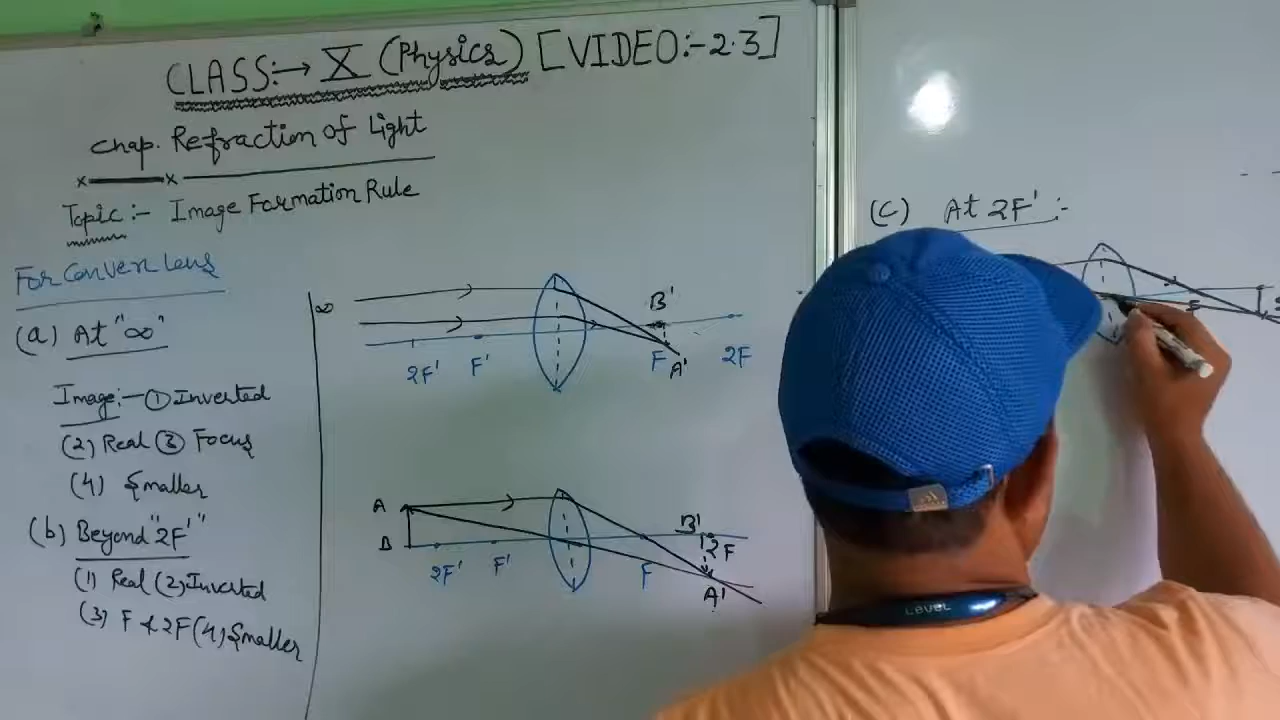 CLASS:→ X (Physics) [VIDEO:-2.3]
Chap. Refraction of Light
Topic:- Image Formation Rule
For Conven Lens
(a) At "∞"
Image:- ① Inverted
(2) Real ③ Focus
(4) Smaller
(b) Beyond "2F'"
(1) Real (2) Inverted
(3) F & 2F (4) Smaller
∞
B'
2F' F' F A' 2F
A
B B'
2F' F' F 2F
A'
(C) At 2F' :-
LEVEL